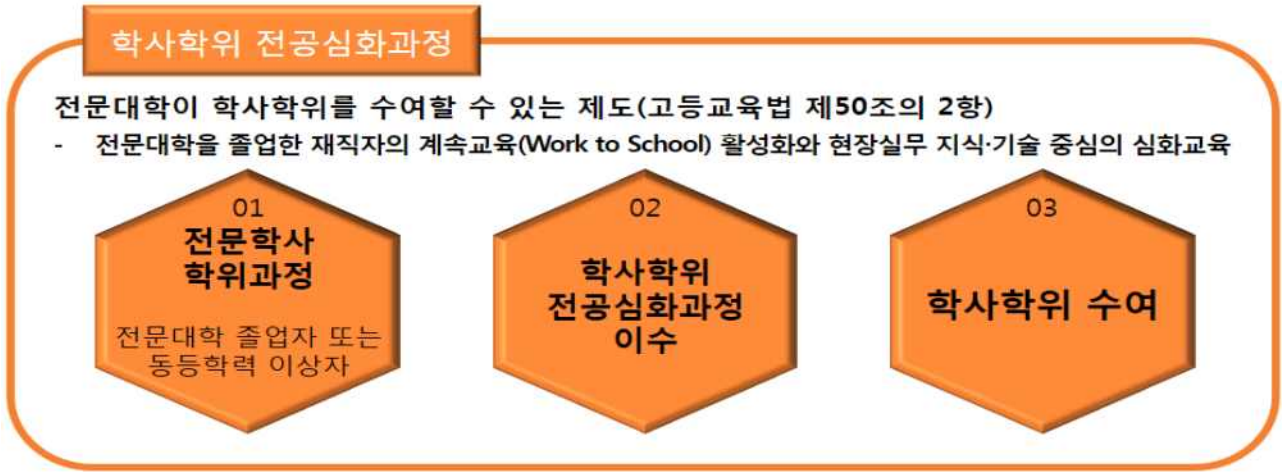 학사학위 전공심화과정
전문대학이 학사학위를 수여할 수 있는 제도(고등교육법 제50조의 2항)
- 전문대학을 졸업한 재직자의 계속교육(Work to School) 활성화와 현장실무 지식·기술 중심의 심화교육
01
전문학사
학위과정
전문대학 졸업자 또는
동등학력 이상자
02
학사학위
전공심화과정
이수
03
학사학위 수여